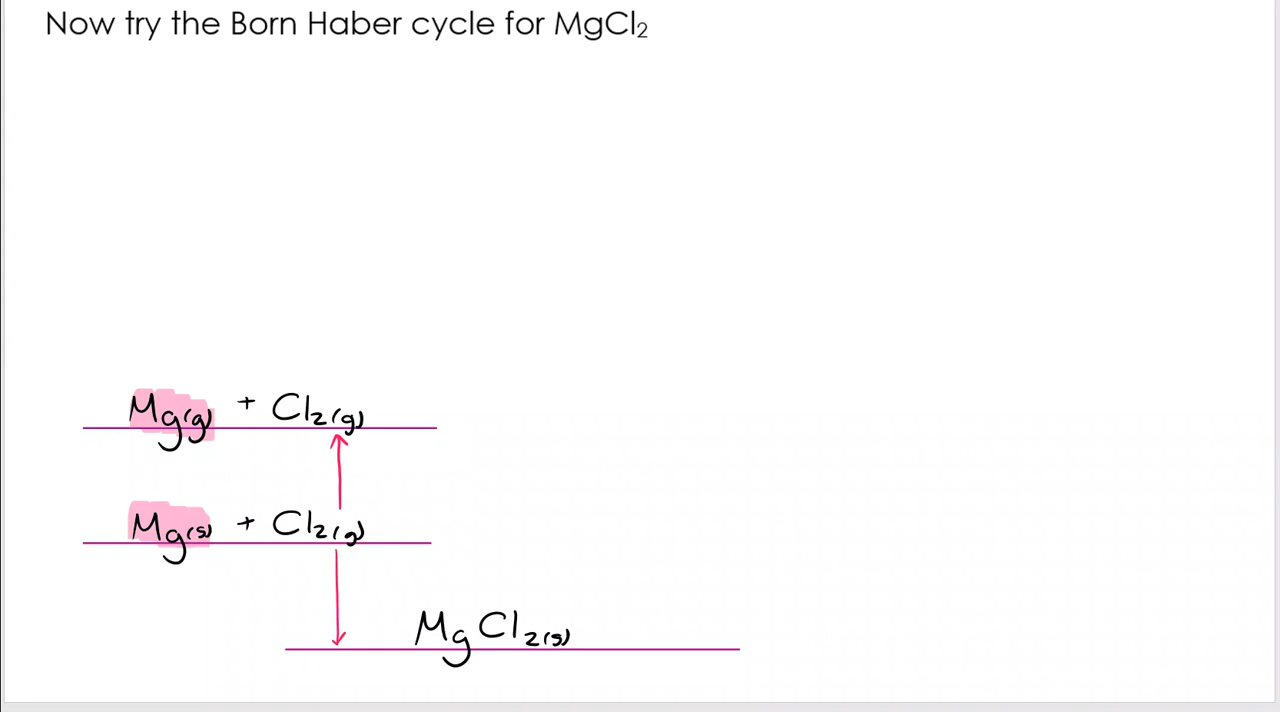 Now try the Born Haber cycle for MgCl₂
Mg(g) + Cl₂(g)
Mg(s) + Cl₂(g)
MgCl₂(s)